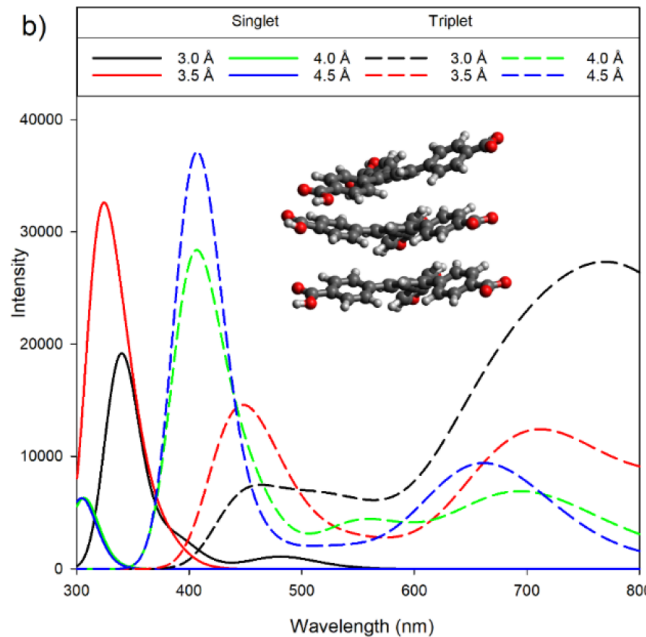 b)
Singlet Triplet
3.0 Å 4.0 Å 3.0 Å 4.0 Å
3.5 Å 4.5 Å 3.5 Å 4.5 Å
40000
30000
20000
10000
0
Intensity
300 400 500 600 700 800
Wavelength (nm)